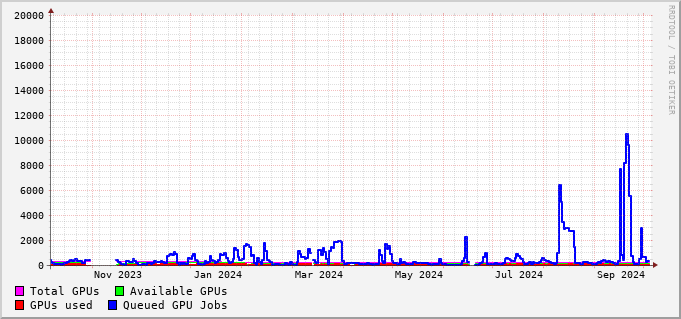 20000
18000
16000
14000
12000
10000
8000
6000
4000
2000
0
Nov 2023 Jan 2024 Mar 2024 May 2024 Jul 2024 Sep 2024
Total GPUs Available GPUs
GPUs used Queued GPU Jobs
RRDTOOL / TOBI OETIKER